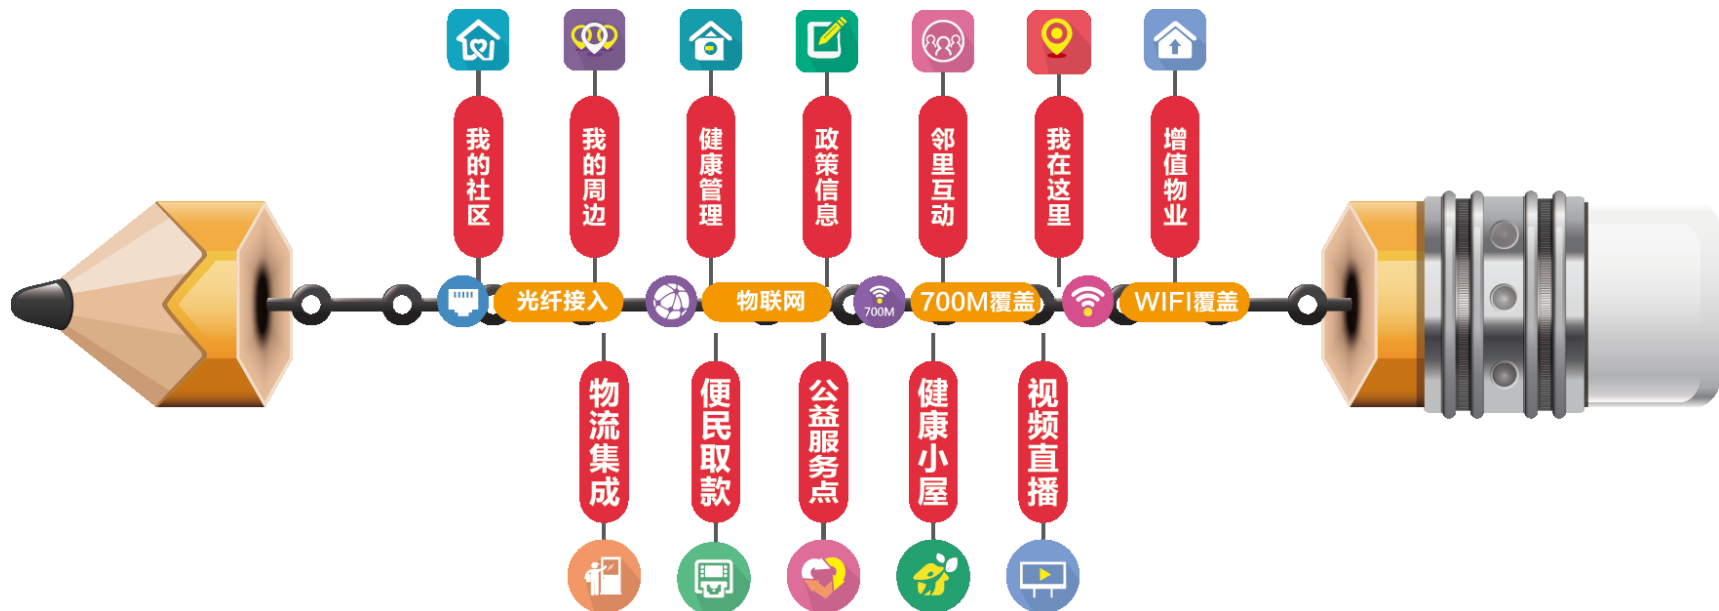 我的社区
我的周边
健康管理
政策信息
邻里互动
我在这里
增值物业
光纤接入
物联网
700M
700M覆盖
WIFI覆盖
物流集成
便民取款
公益服务点
健康小屋
视频直播